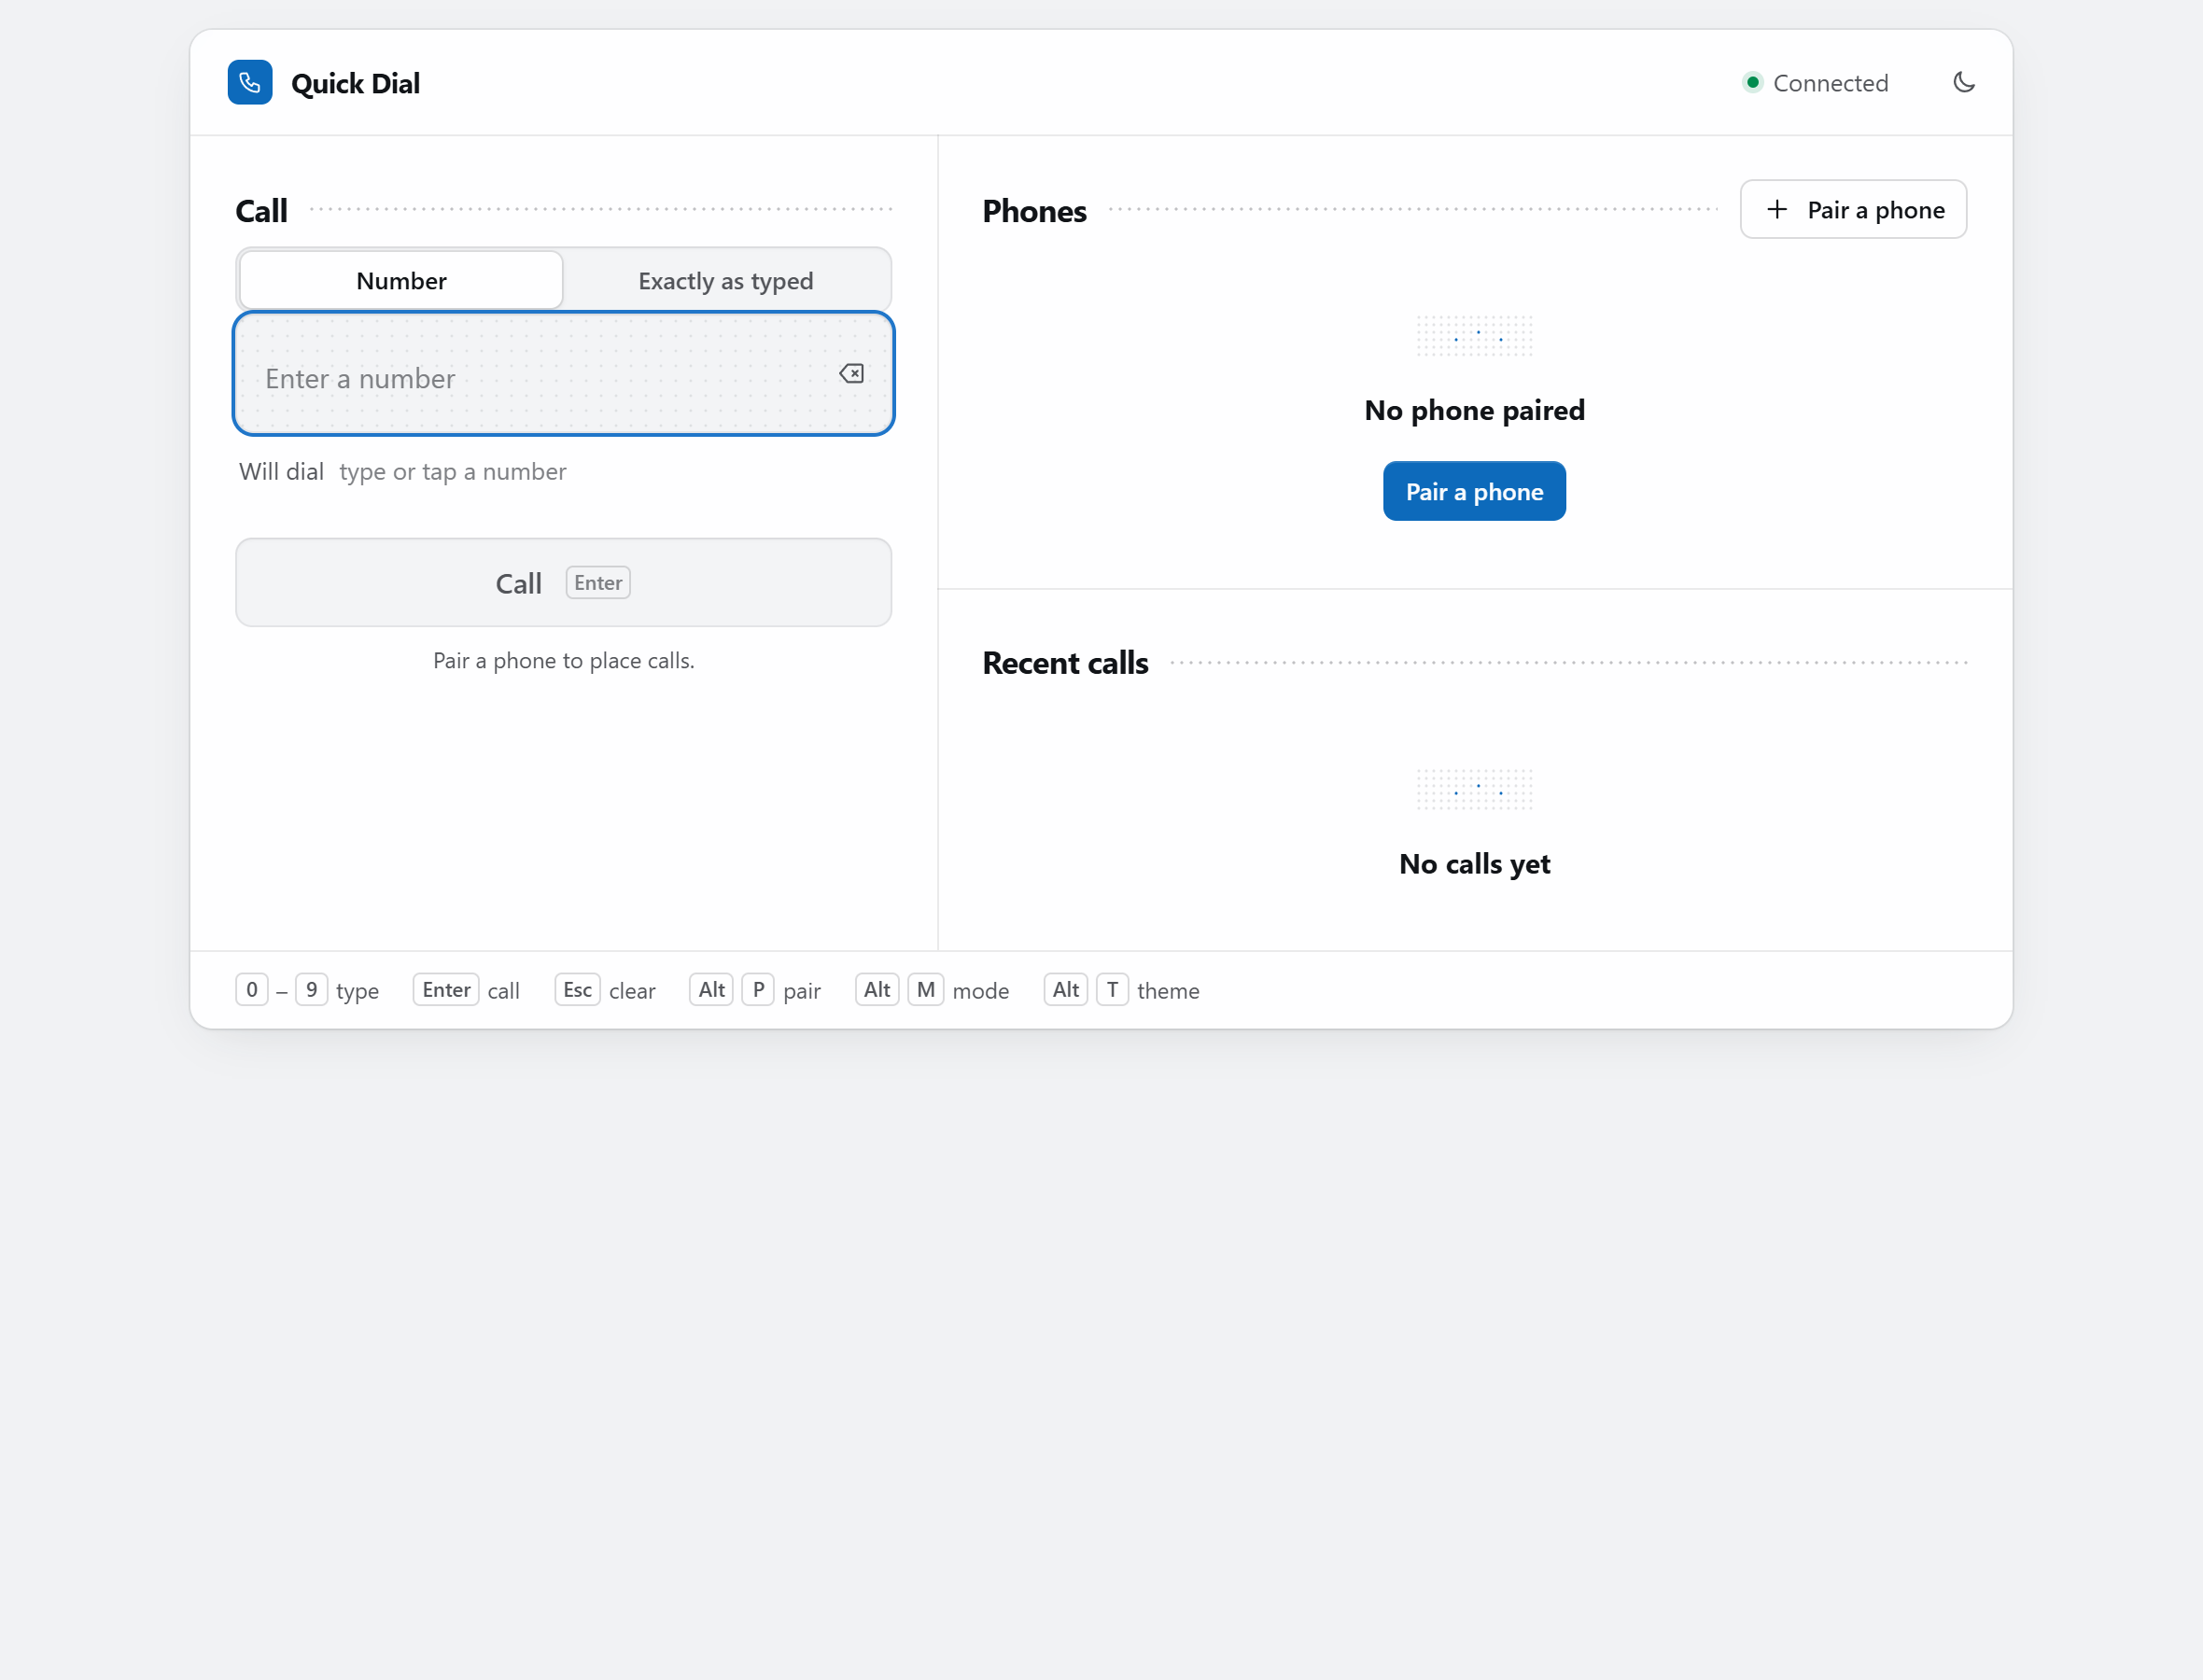 Quick Dial
Connected
Call
Number
Exactly as typed
Enter a number
Will dial type or tap a number
Call Enter
Pair a phone to place calls.
Phones
Pair a phone
No phone paired
Pair a phone
Recent calls
No calls yet
0 – 9 type Enter call Esc clear Alt P pair Alt M mode Alt T theme